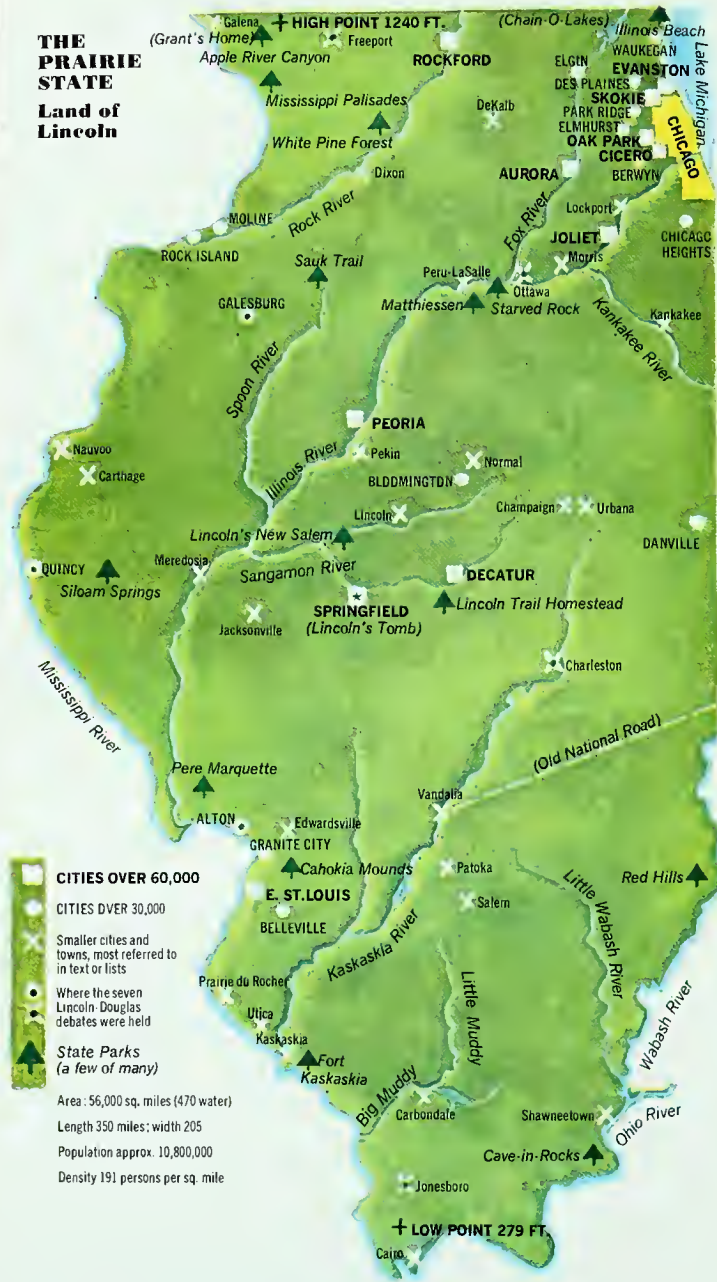 THE
PRAIRIE
STATE
Land of
Lincoln
Galena
(Grant's Home)
HIGH POINT 1240 FT.
Freeport
Apple River Canyon
ROCKFORD
(Chain-O-Lakes)
Illinois Beach
WAUKEGAN
ELGIN
EVANSTON
DES PLAINES
SKOKIE
PARK RIDGE
ELMHURST
OAK PARK
CICERO
BERWYN
CHICAGO
Lake Michigan
Mississippi Palisades
DeKalb
White Pine Forest
Dixon
AURORA
Rock River
Fox River
Lockport
MOLINE
ROCK ISLAND
JOLIET
Morris
CHICAGO
HEIGHTS
Sauk Trail
Peru-LaSalle
Ottawa
Matthiessen
Starved Rock
GALESBURG
Kankakee
Kankakee River
Spoon River
PEORIA
Illinois River
Pekin
Nauvoo
Carthage
Normal
BLDDMINGTDN
Lincoln
Champaign
Urbana
DANVILLE
Lincoln's New Salem
Meredosia
QUINCY
Siloam Springs
Sangamon River
DECATUR
SPRINGFIELD
(Lincoln's Tomb)
Lincoln Trail Homestead
Jacksonville
Charleston
Mississippi River
(Old National Road)
Pere Marquette
Vandalia
ALTON
Edwardsville
GRANITE CITY
Cahokia Mounds
Patoka
Red Hills
E. ST.LOUIS
Salem
BELLEVILLE
Little Wabash River
Kaskaskia River
Prairie du Rocher
Utica
Kaskaskia
Fort
Kaskaskia
Little Muddy
Wabash River
Big Muddy
Carbondale
Shawneetown
Ohio River
Cave-in-Rocks
Jonesboro
LOW POINT 279 FT.
Cairo
CITIES OVER 60,000
CITIES DVER 30,000
Smaller cities and
towns, most referred to
in text or lists
Where the seven
Lincoln-Douglas
debates were held
State Parks
(a few of many)
Area: 56,000 sq. miles (470 water)
Length 350 miles; width 205
Population approx. 10,800,000
Density 191 persons per sq. mile